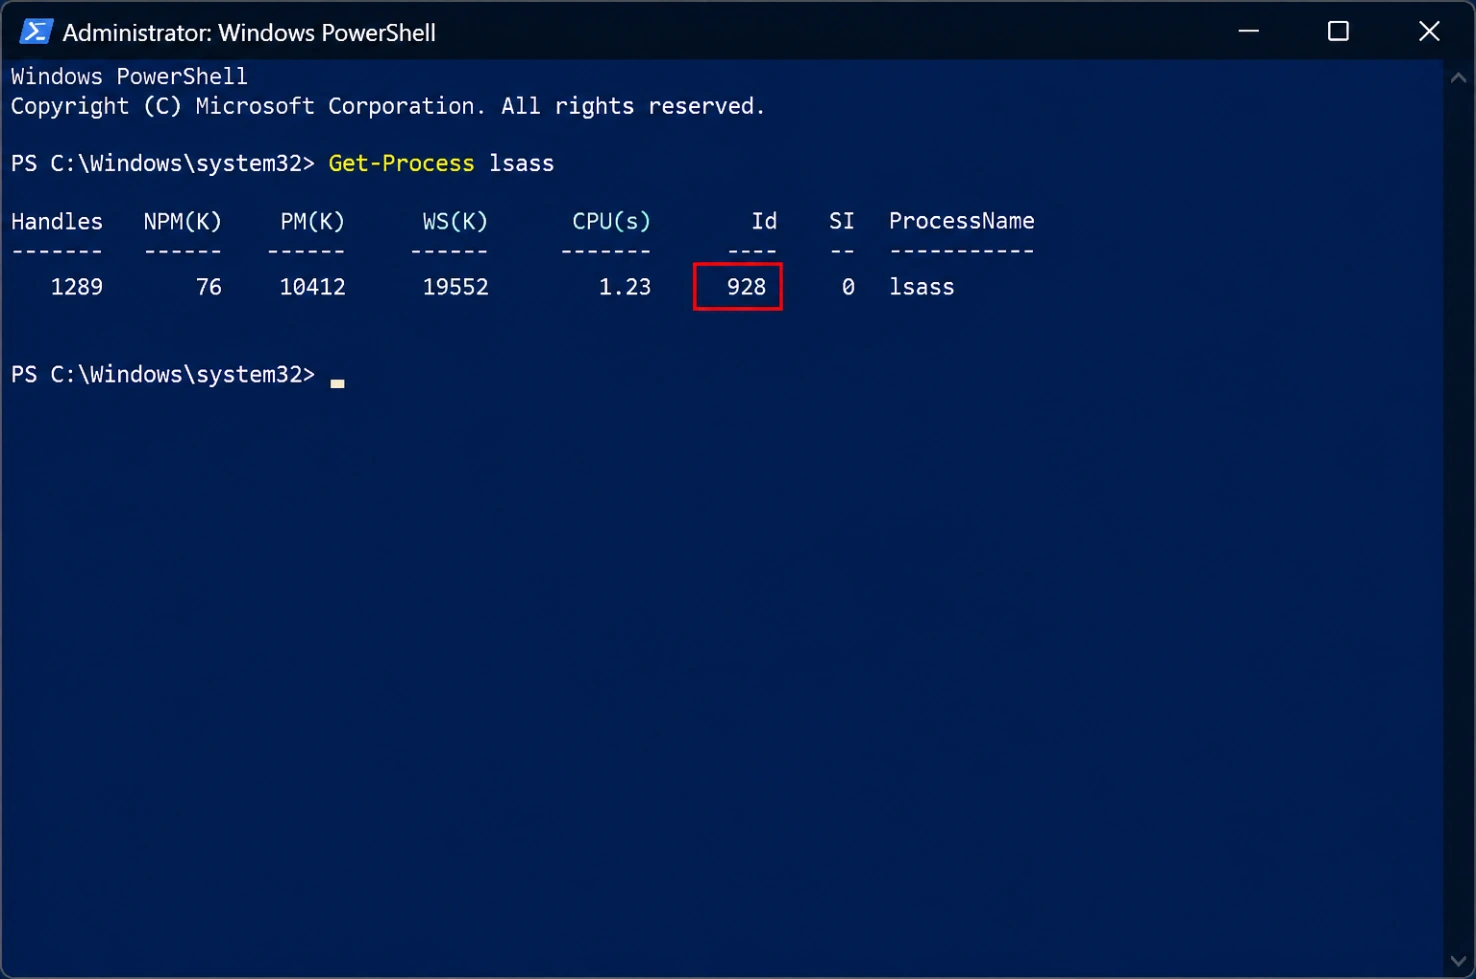 Administrator: Windows PowerShell
Windows PowerShell
Copyright (C) Microsoft Corporation. All rights reserved.
PS C:\Windows\system32> Get-Process lsass
Handles NPM(K) PM(K) WS(K) CPU(s) Id SI ProcessName
------- ------ ------ ------ ------- ---- -- -----------
1289 76 10412 19552 1.23 928 0 lsass
PS C:\Windows\system32>